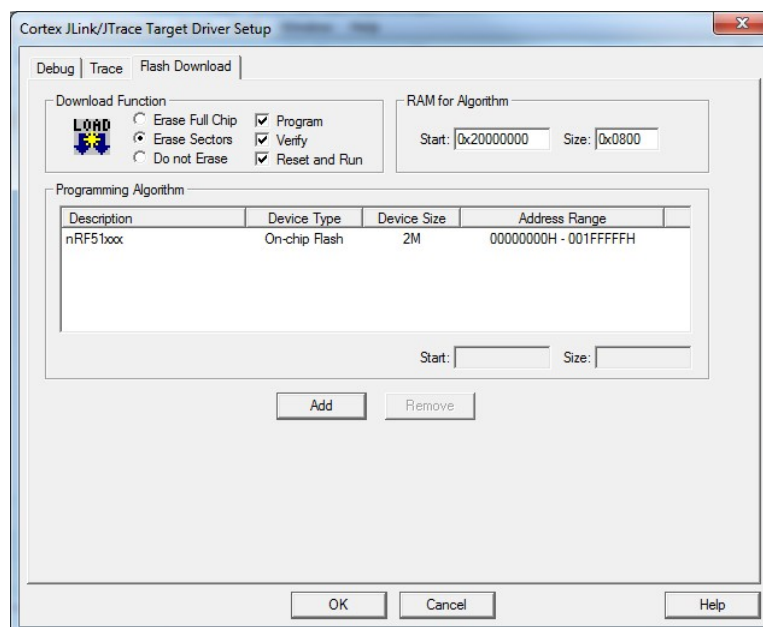 Cortex JLink/JTrace Target Driver Setup
Debug Trace Flash Download
Download Function
LOAD
Erase Full Chip
Erase Sectors
Do not Erase
Program
Verify
Reset and Run
RAM for Algorithm
Start: 0x20000000 Size: 0x0800
Programming Algorithm
Description Device Type Device Size Address Range
nRF51xxx On-chip Flash 2M 00000000H - 001FFFFFH
Start: Size:
Add Remove
OK Cancel Help